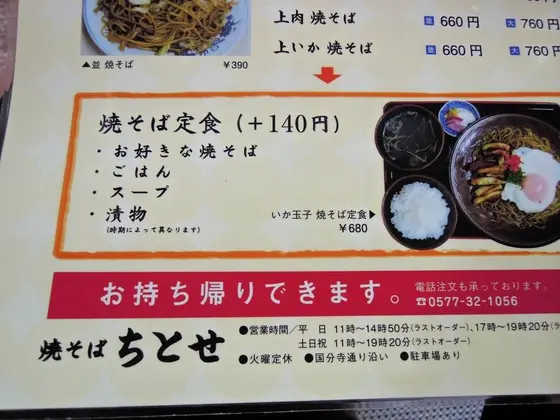 上肉 焼そば 並 660円 大 760円
上いか 焼そば 並 660円 大 760円
▲並 焼そば ¥390
焼そば定食(+140円)
・お好きな焼そば
・ごはん
・スープ
・漬物
(時期によって異なります)
いか玉子 焼そば定食▶
¥680
お持ち帰りできます。
電話注文も承っております。
☎0577-32-1056
焼そば ちとせ
●営業時間/平 日 11時〜14時50分(ラストオーダー)、17時〜19時20分(ラ
土日祝 11時〜19時20分(ラストオーダー)
●火曜定休 ●国分寺通り沿い ●駐車場あり